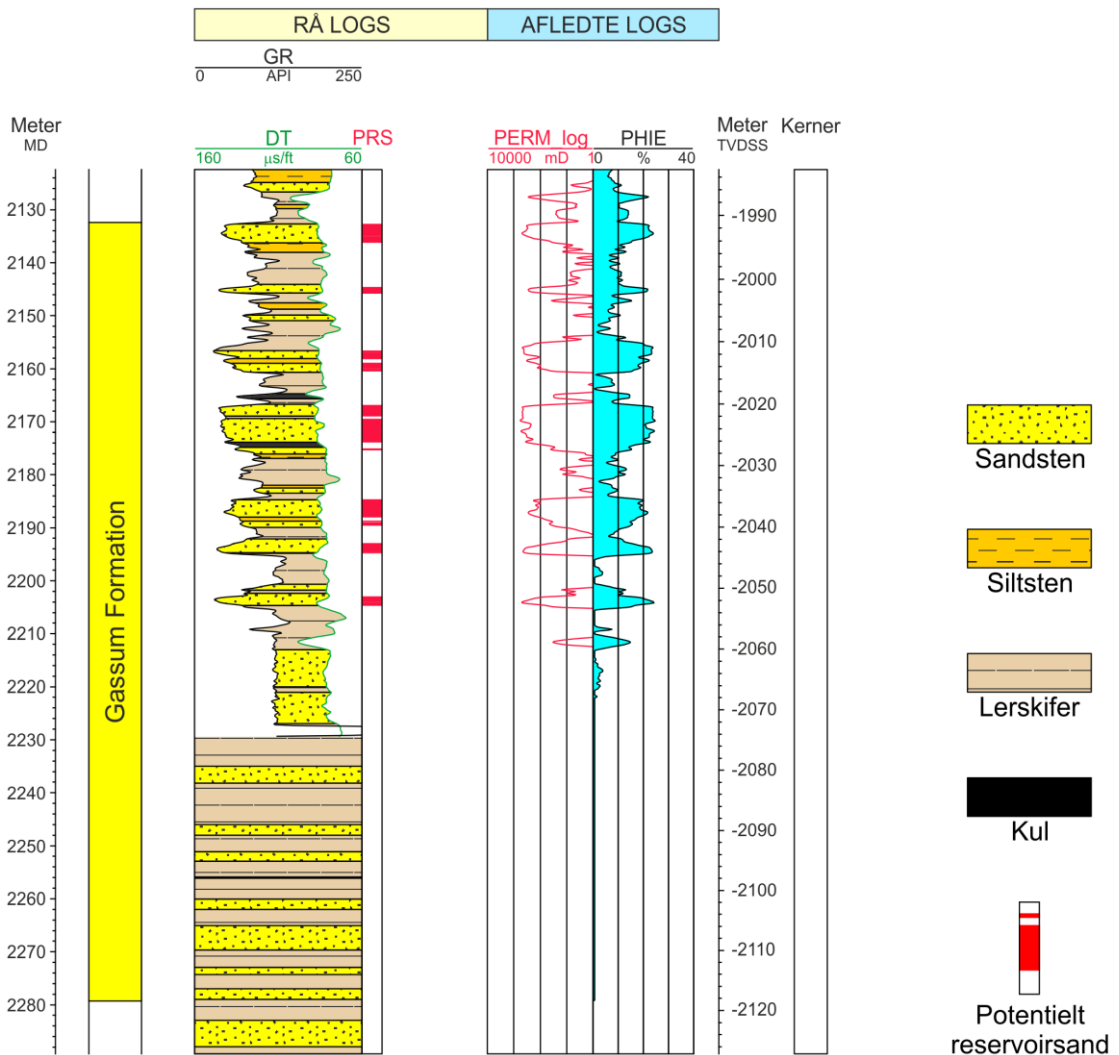 RÅ LOGS
AFLEDTE LOGS
GR
0 API 250
Meter
MD
DT
160 µs/ft 60
PRS
PERM_log
10000 mD 1
PHIE
0 % 40
Meter
TVDSS
Kerner
2130
2140
2150
2160
2170
2180
2190
2200
2210
2220
2230
2240
2250
2260
2270
2280
Gassum Formation
-1990
-2000
-2010
-2020
-2030
-2040
-2050
-2060
-2070
-2080
-2090
-2100
-2110
-2120
Sandsten
Siltsten
Lerskifer
Kul
Potentielt
reservoirsand